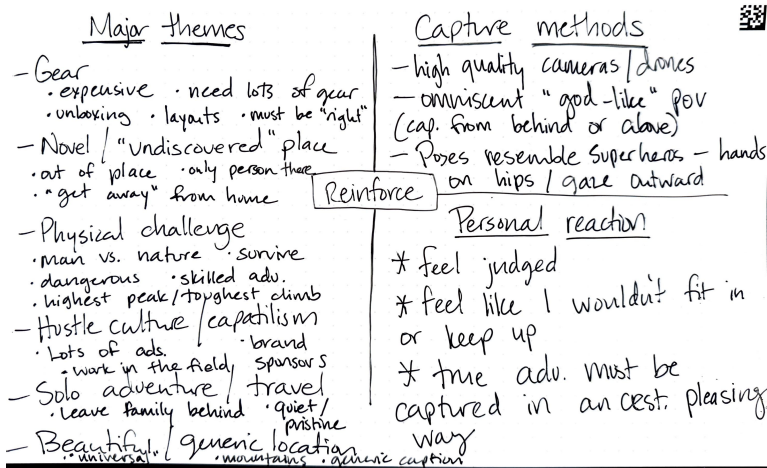 Major themes
- Gear
• expensive • need lots of gear
• unboxing • layouts • must be "right"
- Novel / "undiscovered" place
• out of place • only person there
• "get away" from home
- Physical challenge
• man vs. nature • survive
• dangerous • skilled adv.
• highest peak/toughest climb
- Hustle culture / capatilism
• Lots of ads. • brand sponsors
• work in the field
- Solo adventure / travel
• Leave family behind • quiet/ pristine
- Beautiful / generic location
• "universal" • mountains • generic caption
Reinforce
Capture methods
- high quality cameras/drones
- omniscent "god-like" POV
(cap. from behind or above)
- Poses resemble Superheros - hands
on hips / gaze outward
Personal reaction
* feel judged
* feel like I wouldn't fit in
or keep up
* true adv. must be
captured in an aest. pleasing
way